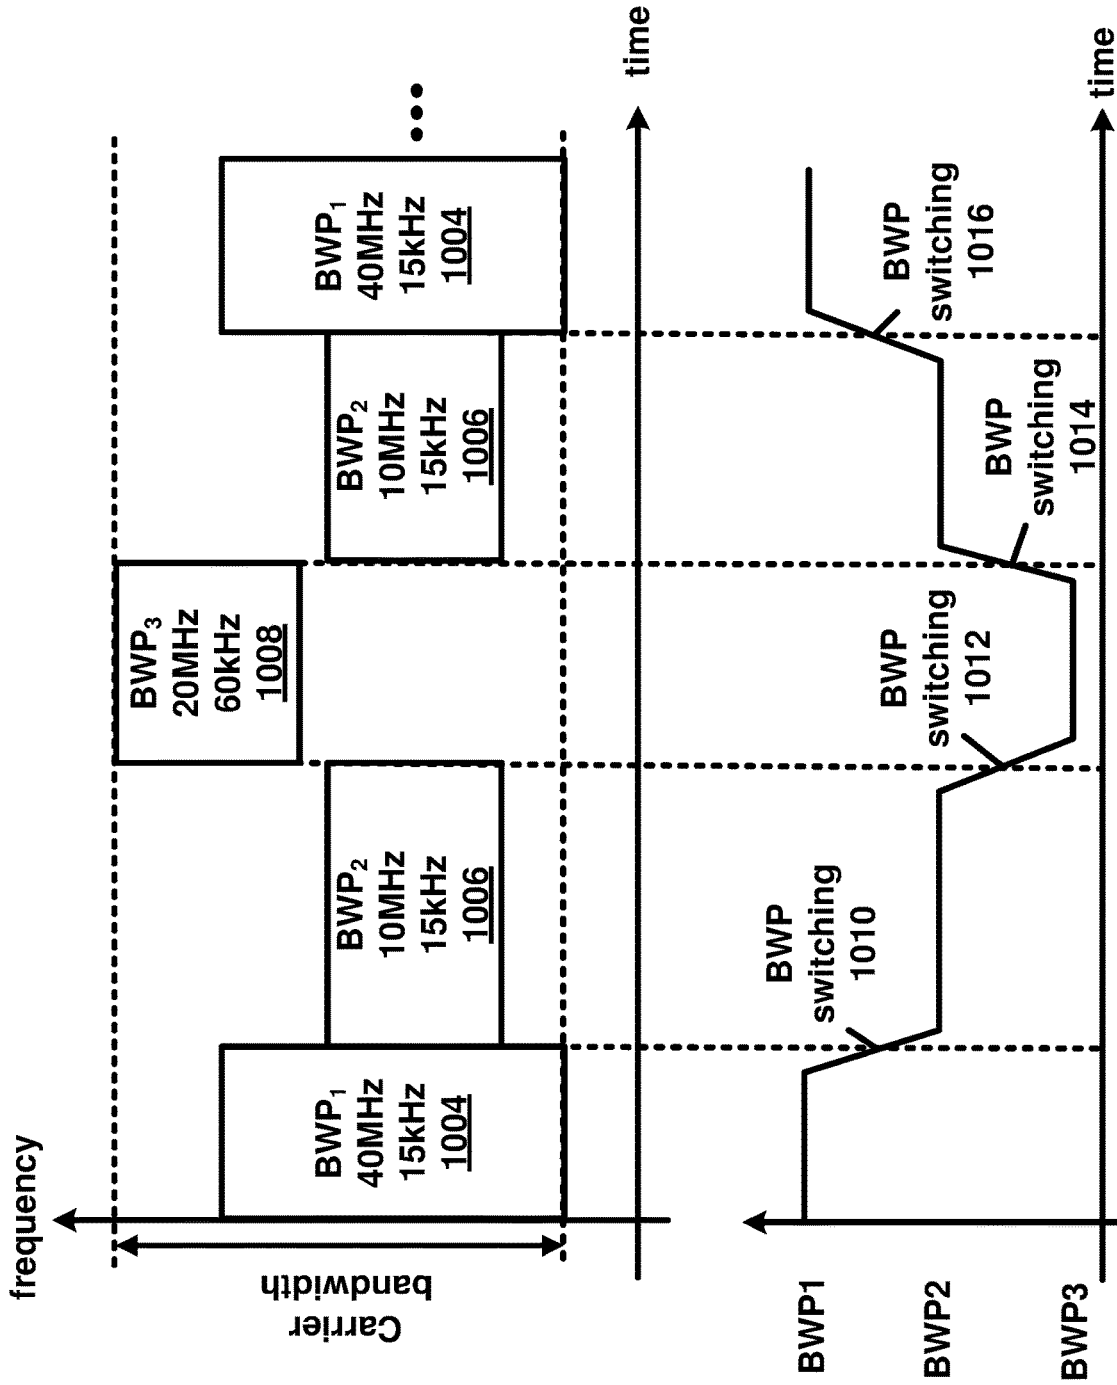 frequency
Carrier
bandwidth
BWP1
40MHz
15kHz
1004
BWP2
10MHz
15kHz
1006
BWP3
20MHz
60kHz
1008
BWP2
10MHz
15kHz
1006
BWP1
40MHz
15kHz
1004
time
BWP1
BWP2
BWP3
BWP
switching
1010
BWP
switching
1012
BWP
switching
1014
BWP
switching
1016
time